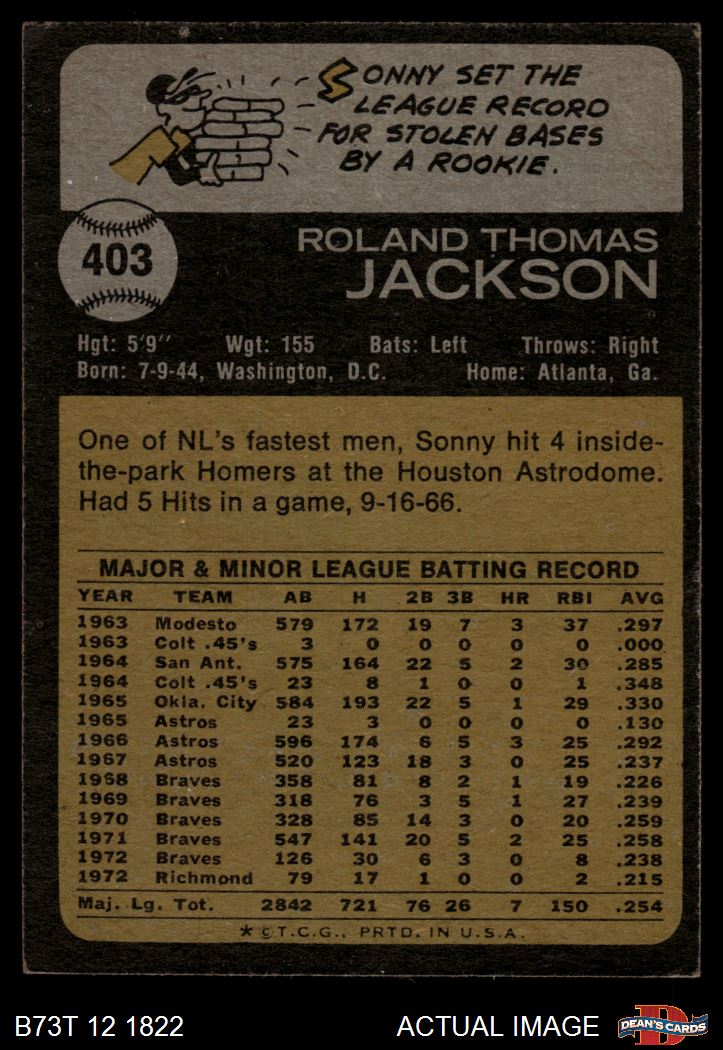 SONNY SET THE
LEAGUE RECORD
FOR STOLEN BASES
BY A ROOKIE.
403
ROLAND THOMAS
JACKSON
Hgt: 5'9" Wgt: 155 Bats: Left Throws: Right
Born: 7-9-44, Washington, D.C. Home: Atlanta, Ga.
One of NL's fastest men, Sonny hit 4 inside-
the-park Homers at the Houston Astrodome.
Had 5 Hits in a game, 9-16-66.
MAJOR & MINOR LEAGUE BATTING RECORD
YEAR TEAM AB H 2B 3B HR RBI AVG
1963 Modesto 579 172 19 7 3 37 .297
1963 Colt .45's 3 0 0 0 0 0 .000
1964 San Ant. 575 164 22 5 2 30 .285
1964 Colt .45's 23 8 1 0 0 1 .348
1965 Okla. City 584 193 22 5 1 29 .330
1965 Astros 23 3 0 0 0 0 .130
1966 Astros 596 174 6 5 3 25 .292
1967 Astros 520 123 18 3 0 25 .237
1968 Braves 358 81 8 2 1 19 .226
1969 Braves 318 76 3 5 1 27 .239
1970 Braves 328 85 14 3 0 20 .259
1971 Braves 547 141 20 5 2 25 .258
1972 Braves 126 30 6 3 0 8 .238
1972 Richmond 79 17 1 0 0 2 .215
Maj. Lg. Tot. 2842 721 76 26 7 150 .254
* © T.C.G., PRTD. IN U.S.A.
B73T 12 1822 ACTUAL IMAGE DEAN'S CARDS